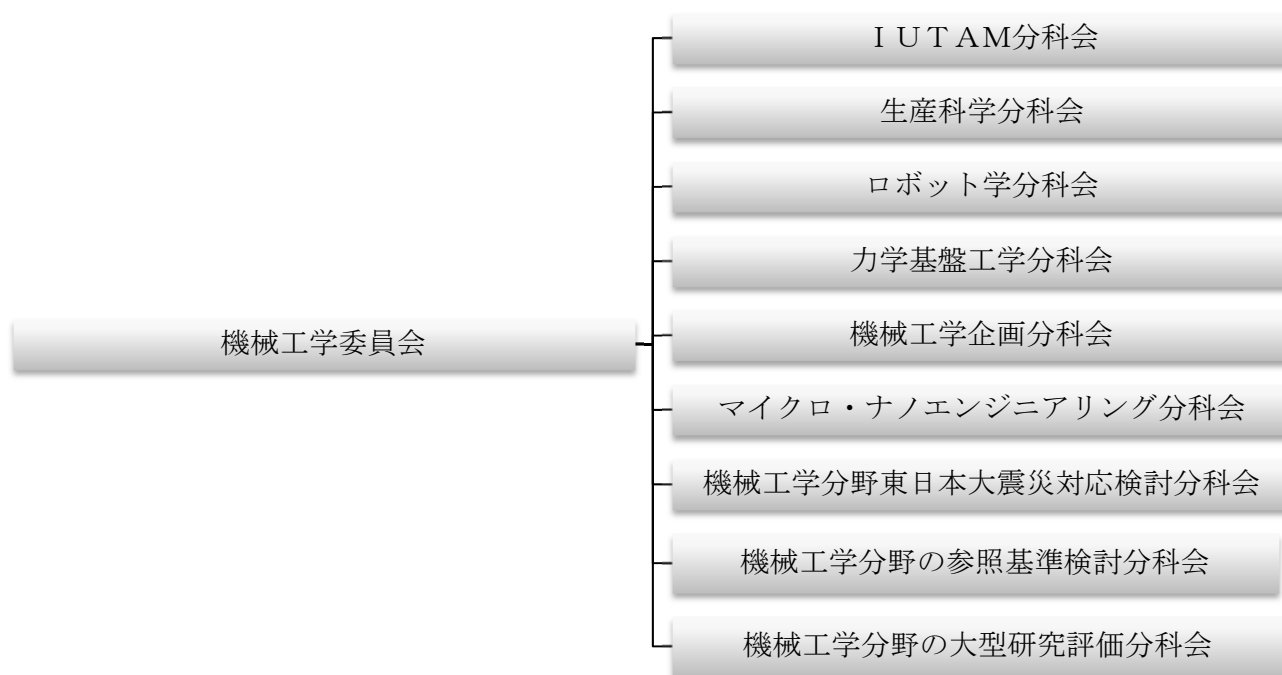 ＩＵＴＡＭ分科会
生産科学分科会
ロボット学分科会
力学基盤工学分科会
機械工学委員会
機械工学企画分科会
マイクロ・ナノエンジニアリング分科会
機械工学分野東日本大震災対応検討分科会
機械工学分野の参照基準検討分科会
機械工学分野の大型研究評価分科会